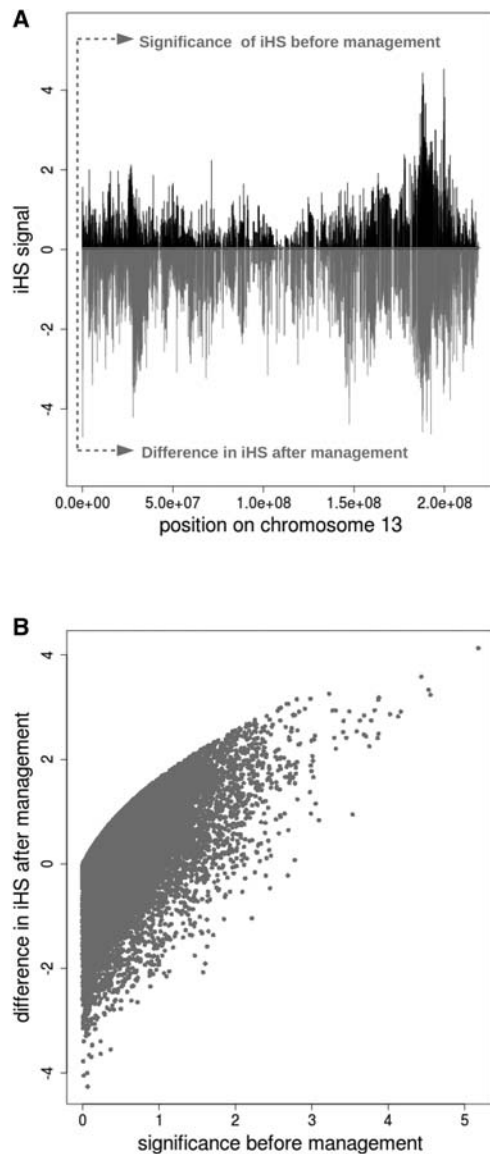 A
Significance of iHS before management
4
2
0
-2
-4
iHS signal
Difference in iHS after management
0.0e+00 5.0e+07 1.0e+08 1.5e+08 2.0e+08
position on chromosome 13
B
4
2
0
-2
-4
difference in iHS after management
0 1 2 3 4 5
significance before management